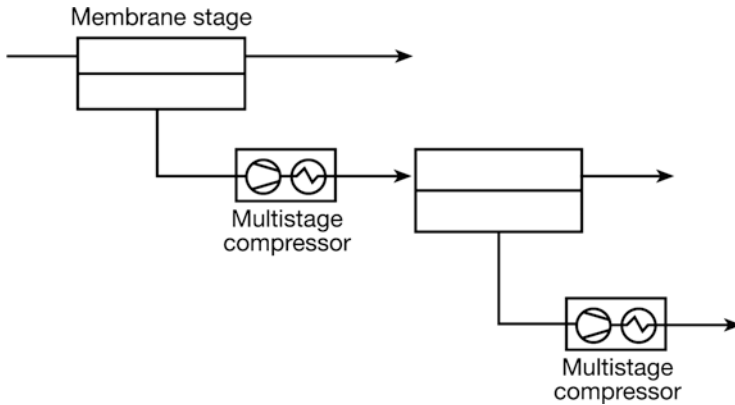 Membrane stage
Multistage
compressor
Multistage
compressor